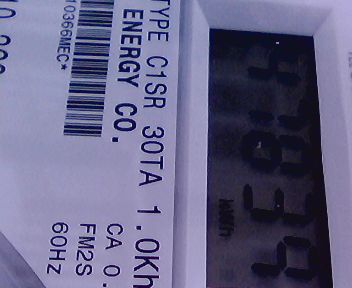 TYPE C1SR 30TA 1.0Kh
ENERGY CO.
CA 0.
FM2S
60Hz
10366MEC*
kWh